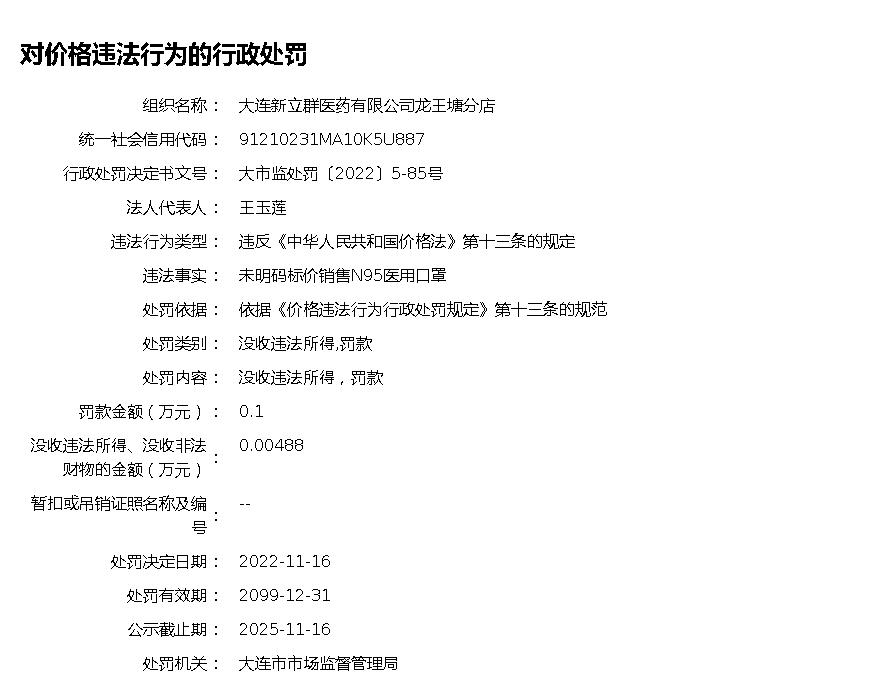 对价格违法行为的行政处罚
组织名称： 大连新立群医药有限公司龙王塘分店
统一社会信用代码： 91210231MA10K5U887
行政处罚决定书文号： 大市监处罚〔2022〕5-85号
法人代表人： 王玉莲
违法行为类型： 违反《中华人民共和国价格法》第十三条的规定
违法事实： 未明码标价销售N95医用口罩
处罚依据： 依据《价格违法行为行政处罚规定》第十三条的规范
处罚类别： 没收违法所得,罚款
处罚内容： 没收违法所得，罚款
罚款金额（万元）： 0.1
没收违法所得、没收非法
财物的金额（万元）： 0.00488
暂扣或吊销证照名称及编
号： --
处罚决定日期： 2022-11-16
处罚有效期： 2099-12-31
公示截止期： 2025-11-16
处罚机关： 大连市市场监督管理局